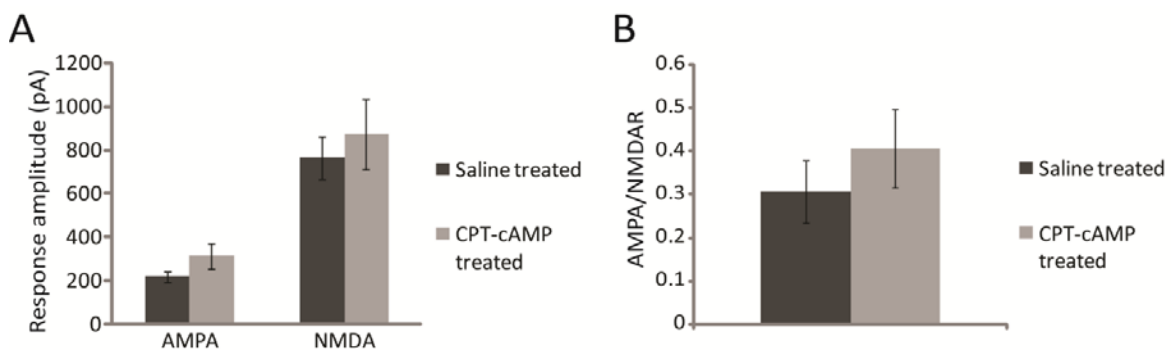 A
Response amplitude (pA)
1200
1000
800
600
400
200
0
AMPA
NMDA
Saline treated
CPT-cAMP
treated
B
AMPA/NMDAR
0.6
0.5
0.4
0.3
0.2
0.1
0
Saline treated
CPT-cAMP
treated